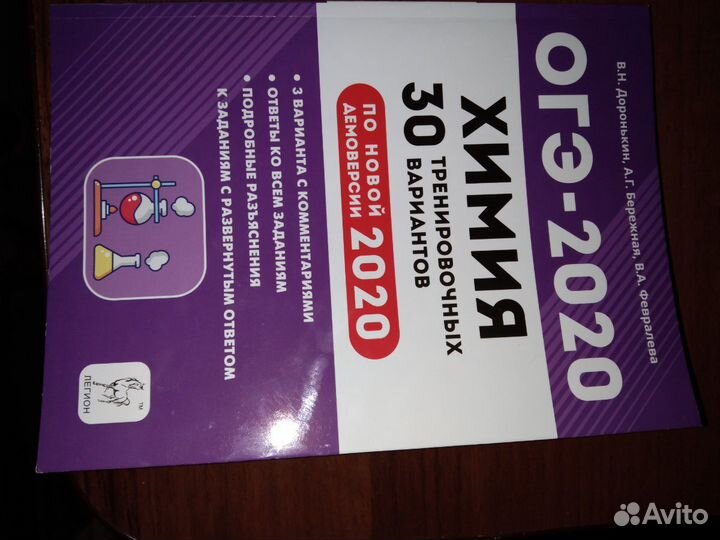 В.Н. Доронькин, А.Г. Бережная, В.А. Февралева
ОГЭ-2020
ХИМИЯ
30 ТРЕНИРОВОЧНЫХ
ВАРИАНТОВ
ПО НОВОЙ
ДЕМОВЕРСИИ
2020
• 3 ВАРИАНТА С КОММЕНТАРИЯМИ
• ОТВЕТЫ КО ВСЕМ ЗАДАНИЯМ
• ПОДРОБНЫЕ РАЗЪЯСНЕНИЯ
К ЗАДАНИЯМ С РАЗВЕРНУТЫМ ОТВЕТОМ
TM
ЛЕГИОН
Avito